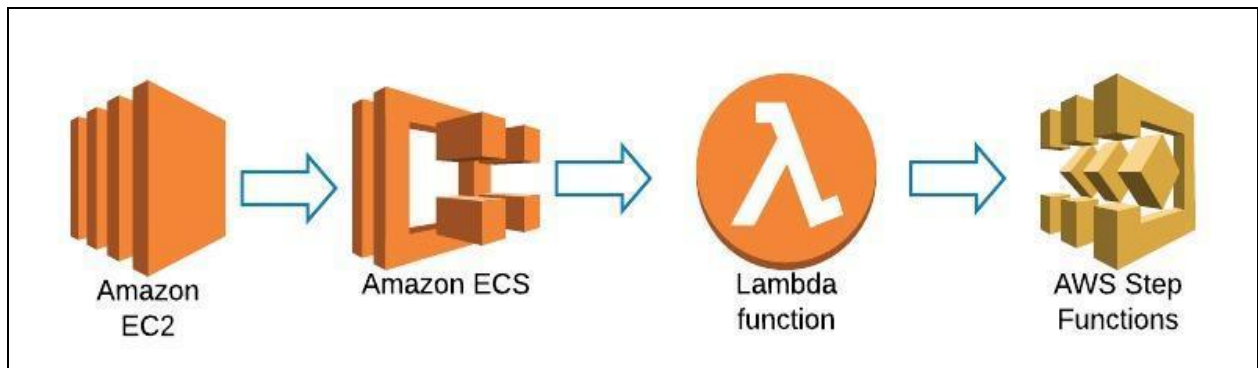 Amazon
EC2
Amazon ECS
Lambda
function
AWS Step
Functions